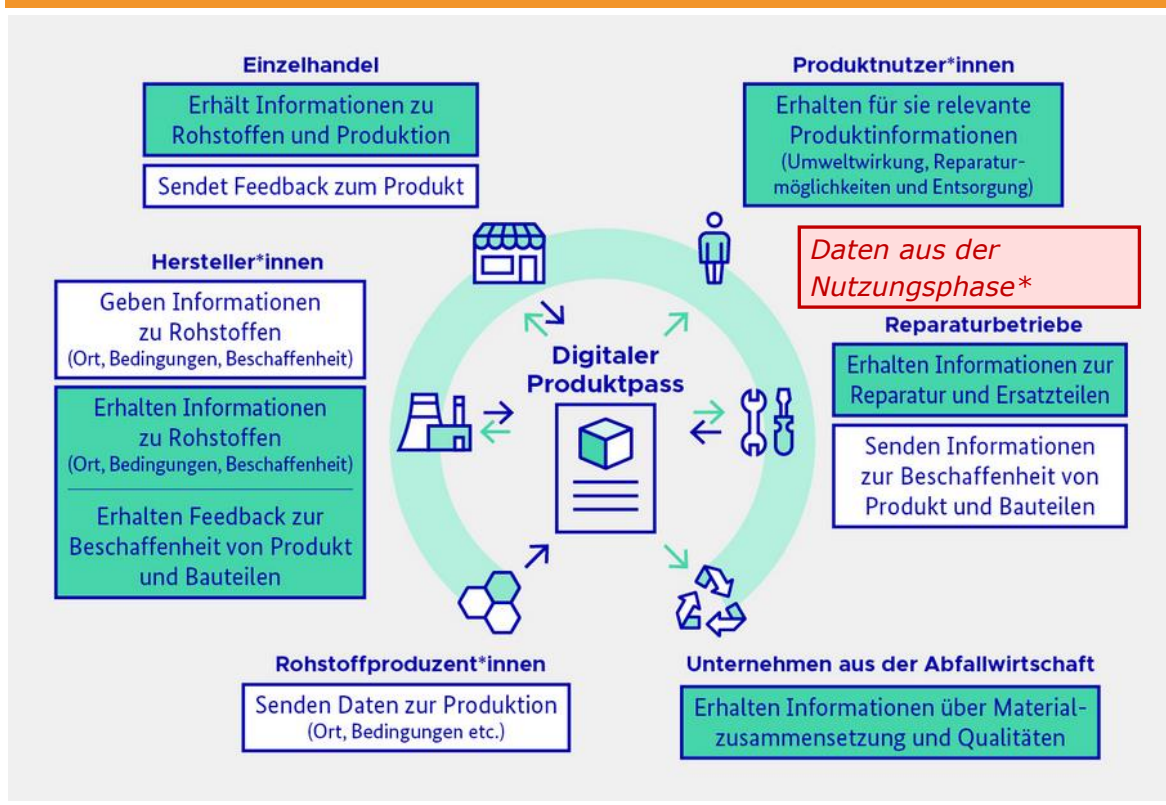 Einzelhandel
Erhält Informationen zu
Rohstoffen und Produktion
Sendet Feedback zum Produkt
Produktnutzer*innen
Erhalten für sie relevante
Produktinformationen
(Umweltwirkung, Reparatur-
möglichkeiten und Entsorgung)
Daten aus der
Nutzungsphase*
Hersteller*innen
Geben Informationen
zu Rohstoffen
(Ort, Bedingungen, Beschaffenheit)
Erhalten Informationen
zu Rohstoffen
(Ort, Bedingungen, Beschaffenheit)
Erhalten Feedback zur
Beschaffenheit von Produkt
und Bauteilen
Digitaler
Produktpass
Reparaturbetriebe
Erhalten Informationen zur
Reparatur und Ersatzteilen
Senden Informationen
zur Beschaffenheit von
Produkt und Bauteilen
Rohstoffproduzent*innen
Senden Daten zur Produktion
(Ort, Bedingungen etc.)
Unternehmen aus der Abfallwirtschaft
Erhalten Informationen über Material-
zusammensetzung und Qualitäten